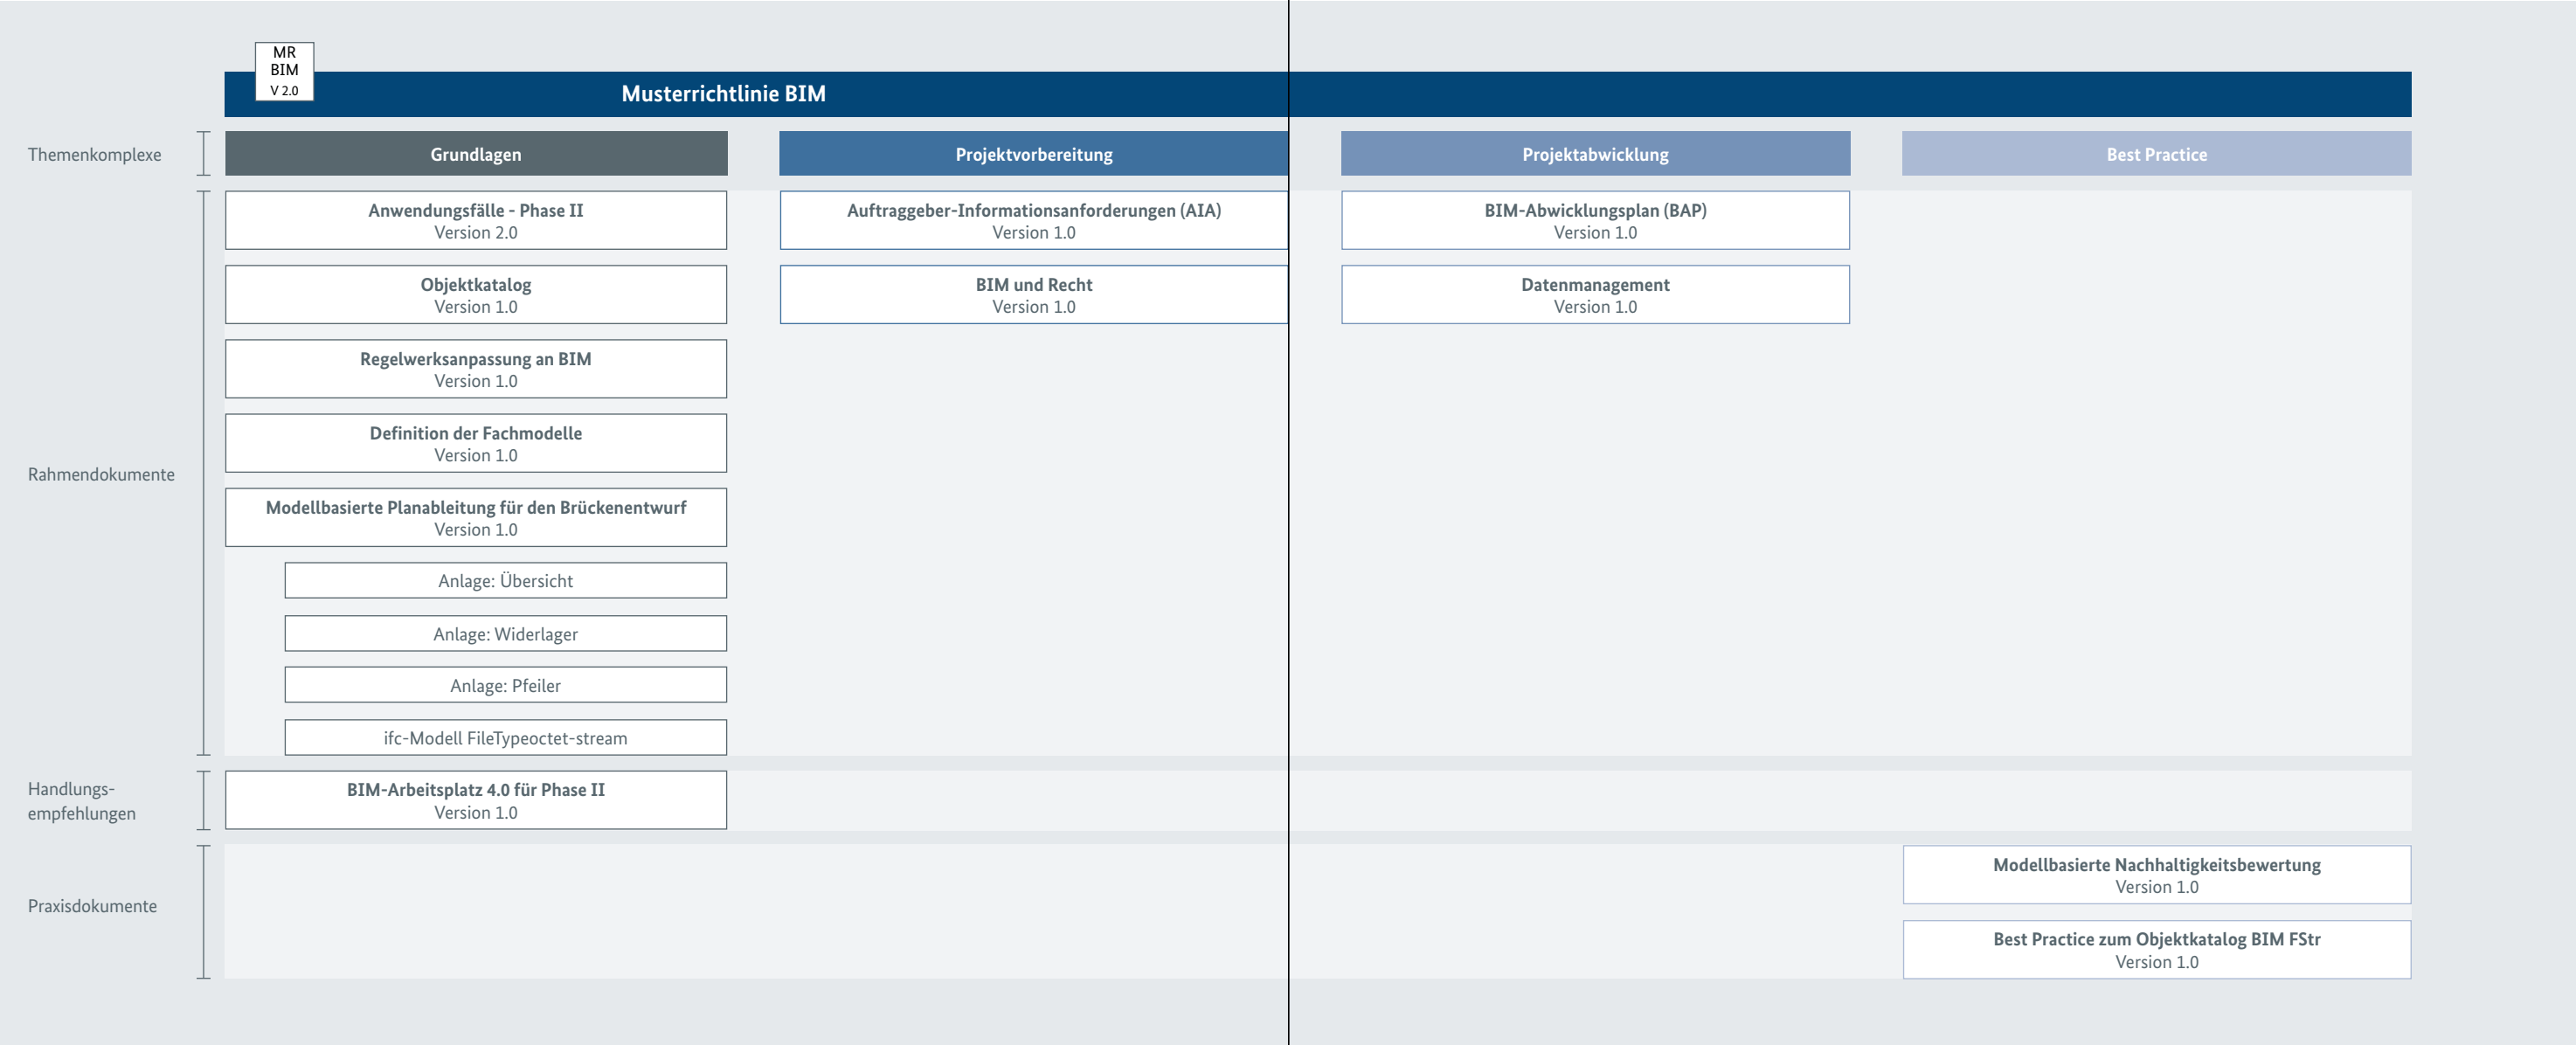 MR
BIM
V 2.0
Musterrichtlinie BIM
Themenkomplexe
Grundlagen
Projektvorbereitung
Projektabwicklung
Best Practice
Rahmendokumente
Anwendungsfälle - Phase II
Version 2.0
Objektkatalog
Version 1.0
Regelwerksanpassung an BIM
Version 1.0
Definition der Fachmodelle
Version 1.0
Modellbasierte Planableitung für den Brückenentwurf
Version 1.0
Anlage: Übersicht
Anlage: Widerlager
Anlage: Pfeiler
ifc-Modell FileTypeoctet-stream
Auftraggeber-Informationsanforderungen (AIA)
Version 1.0
BIM und Recht
Version 1.0
BIM-Abwicklungsplan (BAP)
Version 1.0
Datenmanagement
Version 1.0
Handlungs-
empfehlungen
BIM-Arbeitsplatz 4.0 für Phase II
Version 1.0
Praxisdokumente
Modellbasierte Nachhaltigkeitsbewertung
Version 1.0
Best Practice zum Objektkatalog BIM FStr
Version 1.0